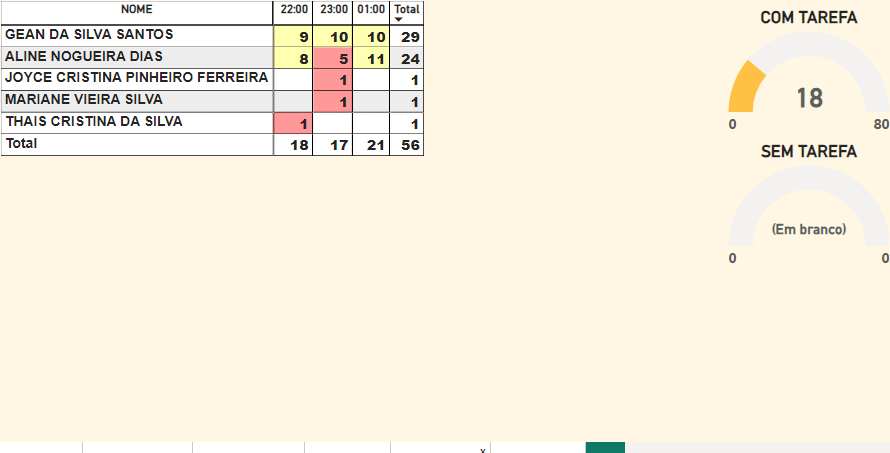 NOME 22:00 23:00 01:00 Total
GEAN DA SILVA SANTOS 9 10 10 29
ALINE NOGUEIRA DIAS 8 5 11 24
JOYCE CRISTINA PINHEIRO FERREIRA 1 1
MARIANE VIEIRA SILVA 1 1
THAIS CRISTINA DA SILVA 1 1
Total 18 17 21 56
COM TAREFA
18
0 80
SEM TAREFA
(Em branco)
0 0
x